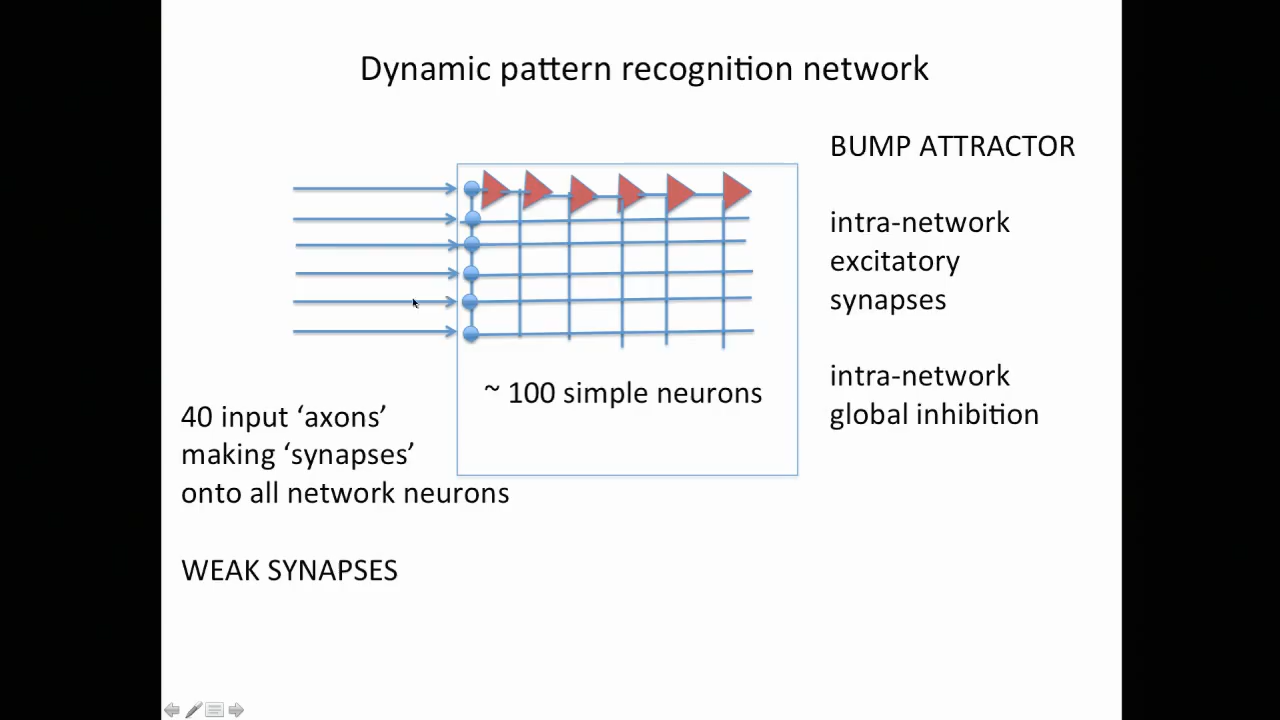 Dynamic pattern recognition network
BUMP ATTRACTOR
intra-network
excitatory
synapses
intra-network
global inhibition
~ 100 simple neurons
40 input ‘axons’
making ‘synapses’
onto all network neurons
WEAK SYNAPSES